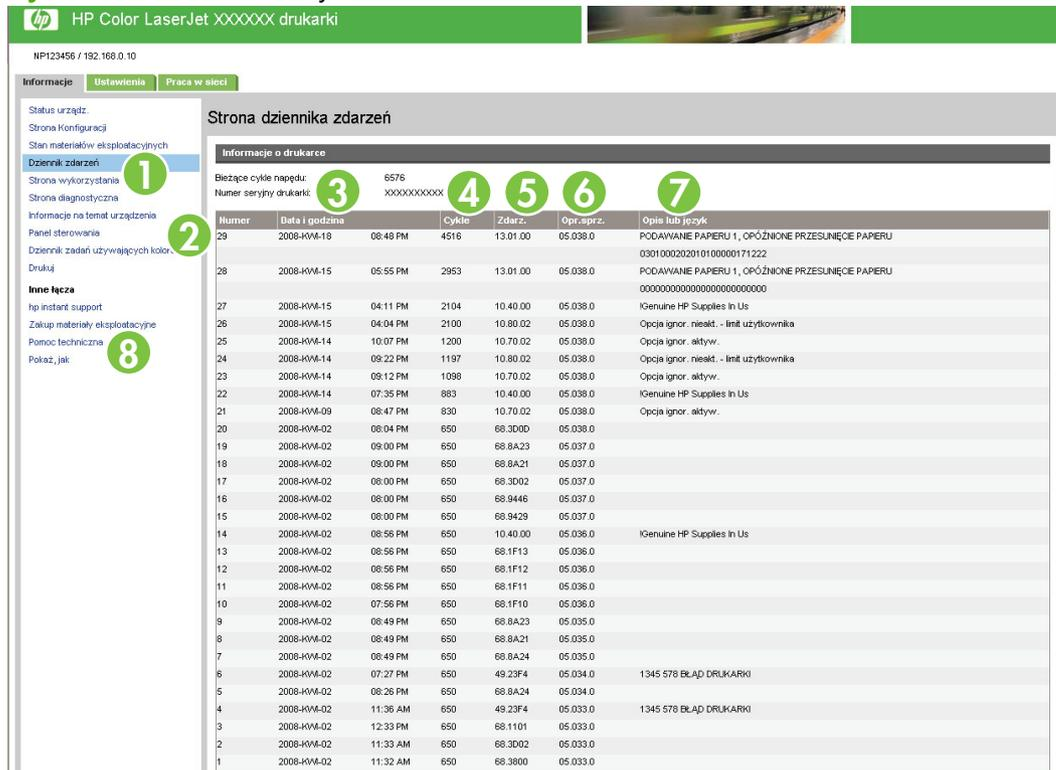 hp HP Color LaserJet XXXXXX drukarki
NP123456 / 192.168.0.10
Informacje Ustawienia Praca w sieci
Status urządz.
Strona Konfiguracji
Stan materiałów eksploatacyjnych
Dziennik zdarzeń
Strona wykorzystania
Strona diagnostyczna
Informacje na temat urządzenia
Panel sterowania
Dziennik zadań używających
Drukuj
Inne łącza
hp instant support
Zakup materiały eksploatacyjne
Pomoc techniczna
Pokaż, jak
1
2
8
Strona dziennika zdarzeń
Informacje o drukarce
Bieżące cykle napędu: 6576
Numer seryjny drukarki: XXXXXXXXXX
3 4 5 6 7
Numer Data i godzina Cykle Zdarz. Opr.sprz. Opis lub język
29 2008-KWI-18 08:48 PM 4516 13.01.00 05.038.0 PODAWANIE PAPIERU 1, OPÓŹNIONE PRZESUNIĘCIE PAPIERU
0301000202010100000171222
28 2008-KWI-15 05:55 PM 2953 13.01.00 05.038.0 PODAWANIE PAPIERU 1, OPÓŹNIONE PRZESUNIĘCIE PAPIERU
27 2008-KWI-15 04:11 PM 2104 10.40.00 05.038.0 !Genuine HP Supplies In Us
26 2008-KWI-15 04:04 PM 2100 10.80.02 05.038.0 Opcja ignor. nieakt. - limit użytkownika
25 2008-KWI-14 10:07 PM 1200 10.70.02 05.038.0 Opcja ignor. aktyw.
24 2008-KWI-14 09:22 PM 1197 10.80.02 05.038.0 Opcja ignor. nieakt. - limit użytkownika
23 2008-KWI-14 09:12 PM 1098 10.70.02 05.038.0 Opcja ignor. aktyw.
22 2008-KWI-14 07:35 PM 883 10.40.00 05.038.0 !Genuine HP Supplies In Us
21 2008-KWI-09 08:47 PM 830 10.70.02 05.038.0 Opcja ignor. aktyw.
20 2008-KWI-02 08:04 PM 650 68.3D0D 05.038.0
19 2008-KWI-02 09:00 PM 650 68.8A23 05.037.0
18 2008-KWI-02 09:00 PM 650 68.8A21 05.037.0
17 2008-KWI-02 08:00 PM 650 68.3D02 05.037.0
16 2008-KWI-02 08:00 PM 650 68.9446 05.037.0
15 2008-KWI-02 08:00 PM 650 68.9429 05.037.0
14 2008-KWI-02 08:56 PM 650 10.40.00 05.036.0 !Genuine HP Supplies In Us
13 2008-KWI-02 08:56 PM 650 68.1F13 05.036.0
12 2008-KWI-02 08:56 PM 650 68.1F12 05.036.0
11 2008-KWI-02 08:56 PM 650 68.1F11 05.036.0
10 2008-KWI-02 07:56 PM 650 68.1F10 05.036.0
9 2008-KWI-02 08:49 PM 650 68.8A23 05.035.0
8 2008-KWI-02 08:49 PM 650 68.8A21 05.035.0
7 2008-KWI-02 08:49 PM 650 68.8A24 05.035.0
6 2008-KWI-02 07:27 PM 650 49.23F4 05.034.0 1345 578 BŁĄD DRUKARKI
5 2008-KWI-02 08:26 PM 650 68.8A24 05.034.0
4 2008-KWI-02 11:36 AM 650 49.23F4 05.033.0 1345 578 BŁĄD DRUKARKI
3 2008-KWI-02 12:33 PM 650 68.1101 05.033.0
2 2008-KWI-02 11:33 AM 650 68.3D02 05.033.0
1 2008-KWI-02 11:32 AM 650 68.3800 05.033.0